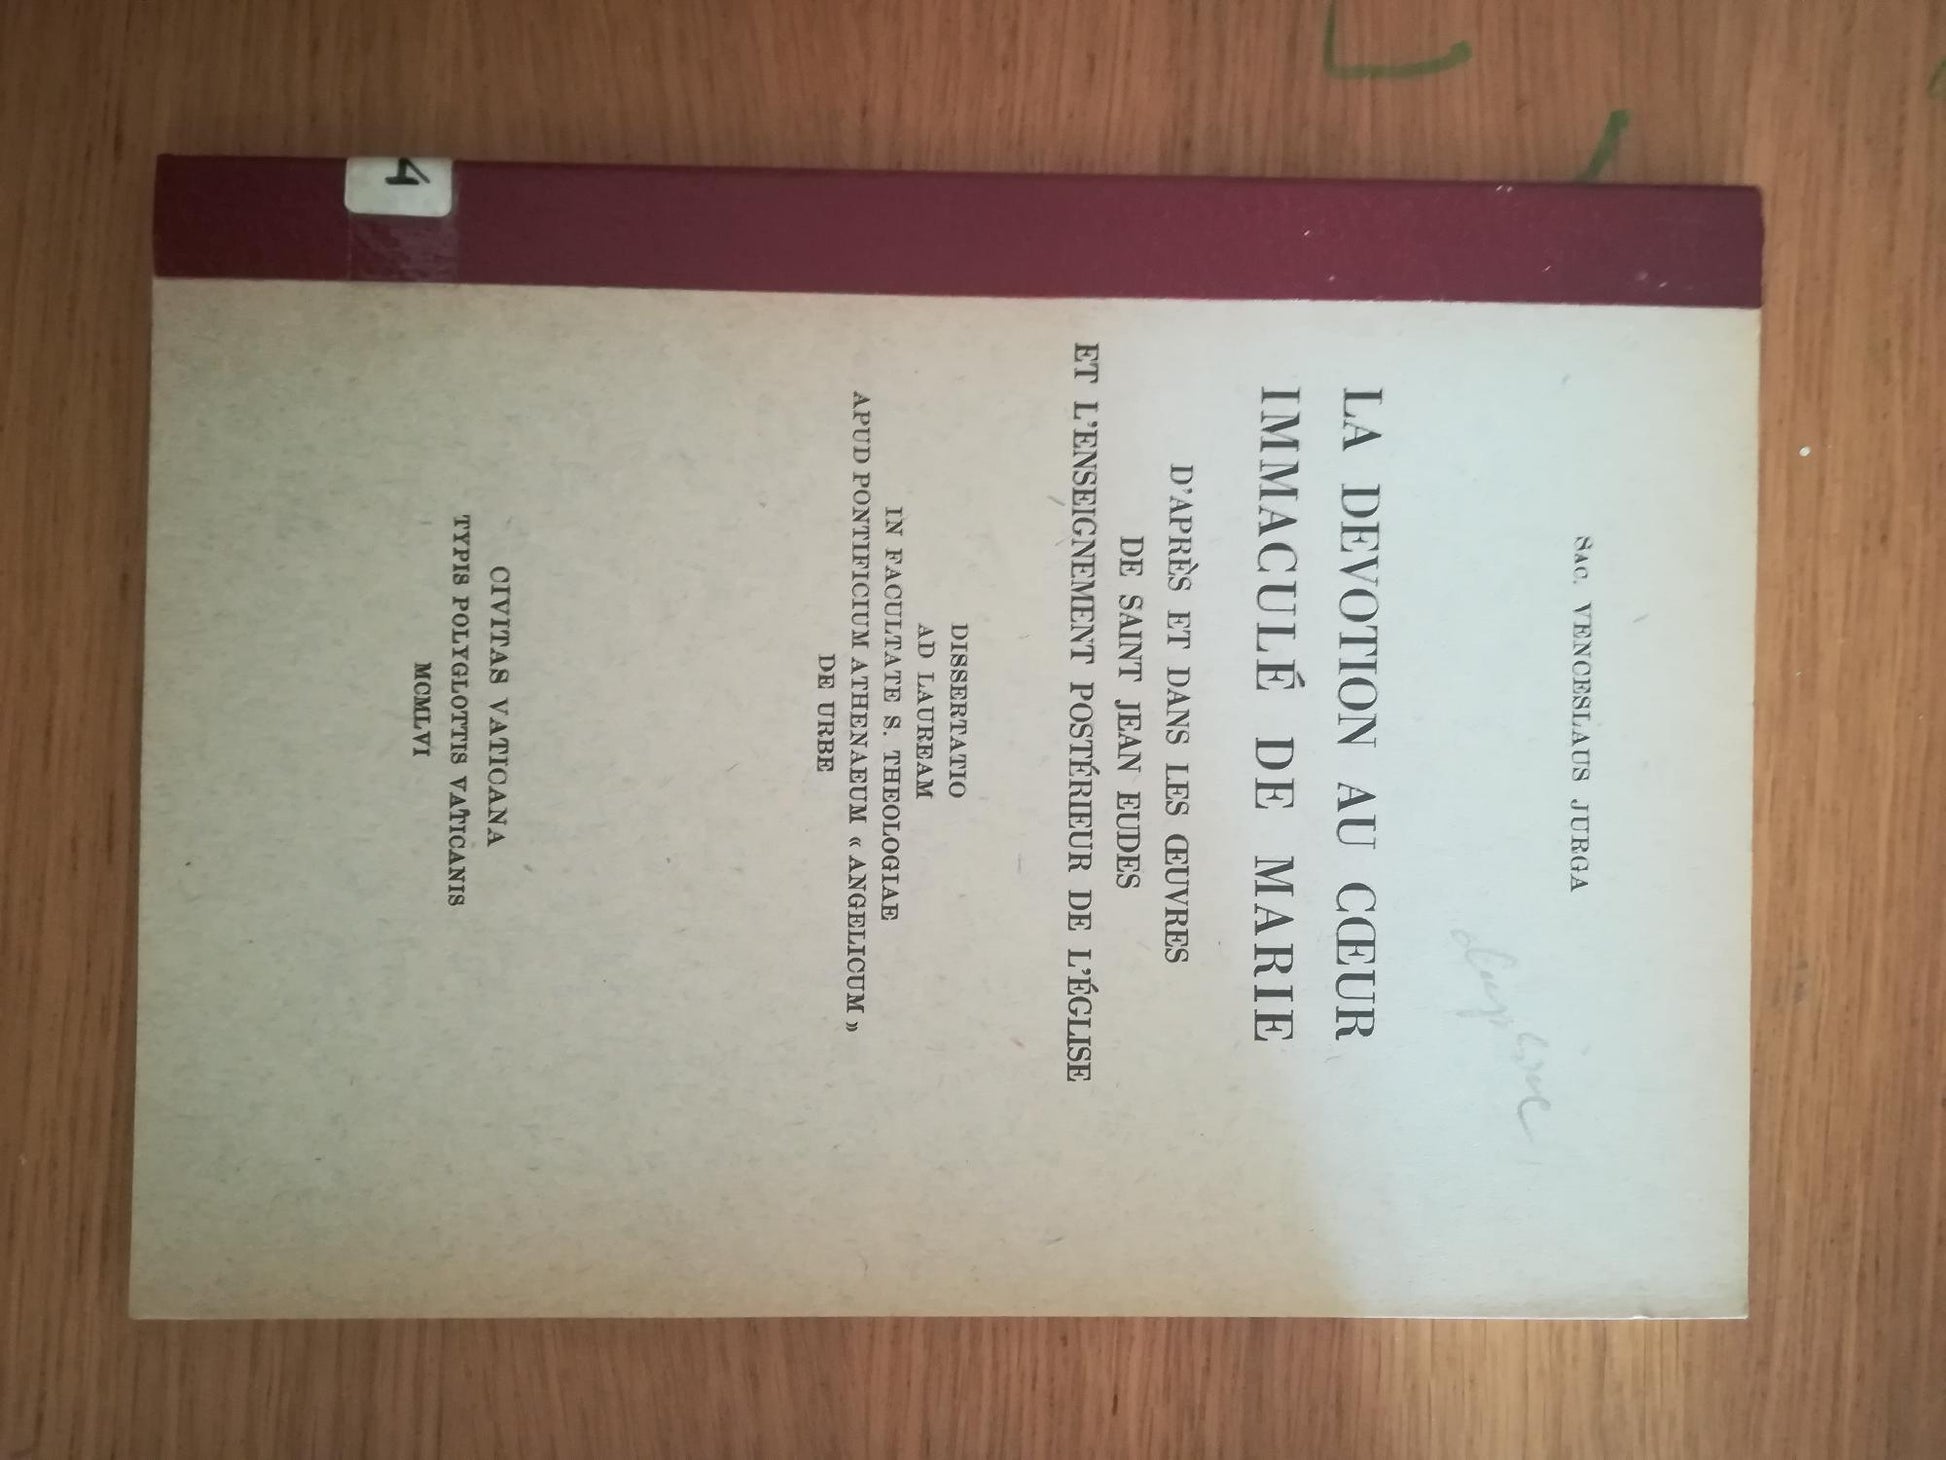 SAC. VENCESLAUS JURGA
LA DEVOTION AU CŒUR
IMMACULÉ DE MARIE
D'APRÈS ET DANS LES ŒUVRES
DE SAINT JEAN EUDES
ET L'ENSEIGNEMENT POSTÉRIEUR DE L'ÉGLISE
DISSERTATIO
AD LAUREAM
IN FACULTATE S. THEOLOGIAE
APUD PONTIFICIUM ATHENAEUM « ANGELICUM »
DE URBE
CIVITAS VATICANA
TYPIS POLYGLOTTIS VATICANIS
MCMLVI
4